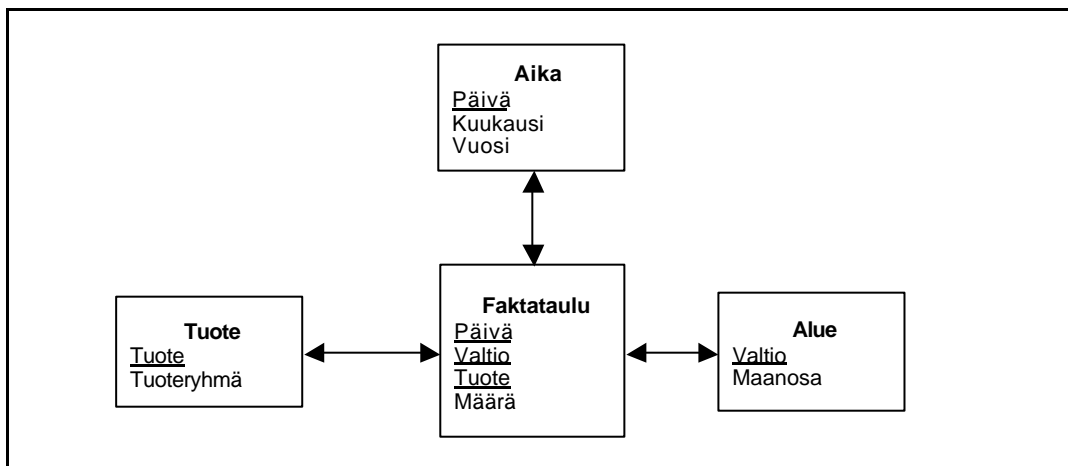 Aika
Päivä
Kuukausi
Vuosi
Faktataulu
Päivä
Valtio
Tuote
Määrä
Tuote
Tuote
Tuoteryhmä
Alue
Valtio
Maanosa